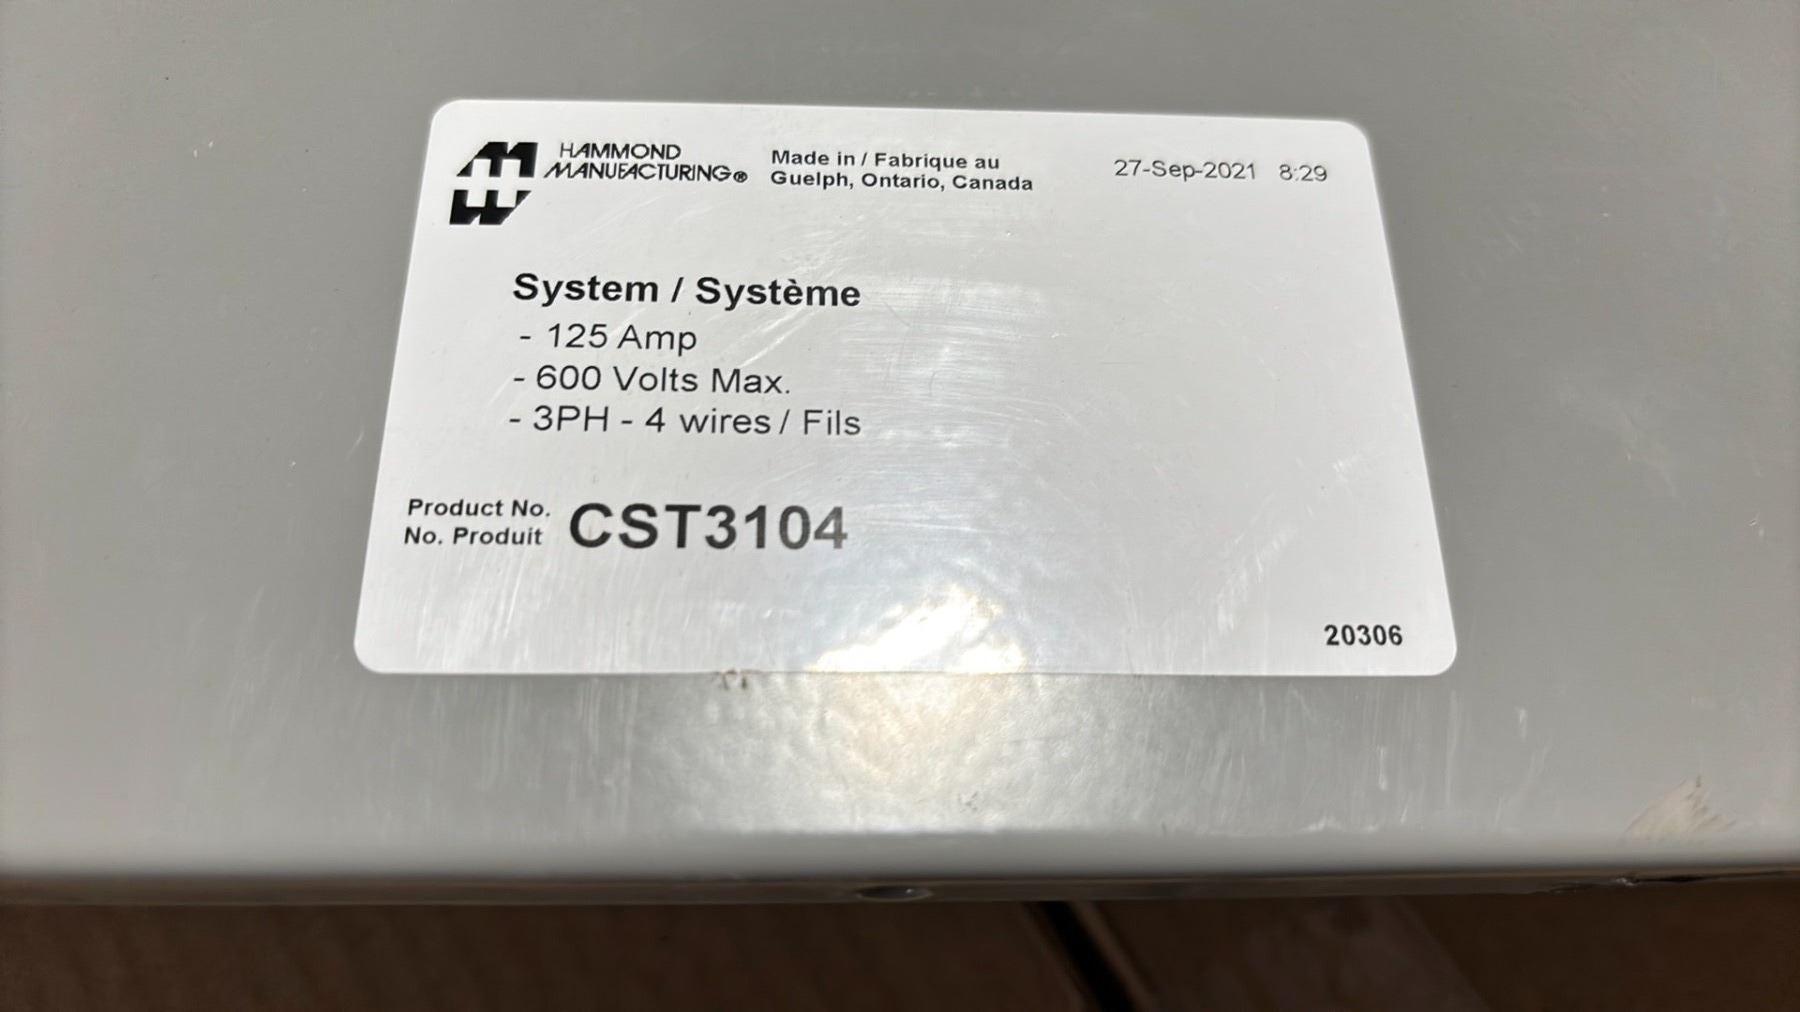 HAMMOND
MANUFACTURING®
Made in / Fabrique au
Guelph, Ontario, Canada
27-Sep-2021 8:29
System / Système
- 125 Amp
- 600 Volts Max.
- 3PH - 4 wires / Fils
Product No.
No. Produit
CST3104
20306